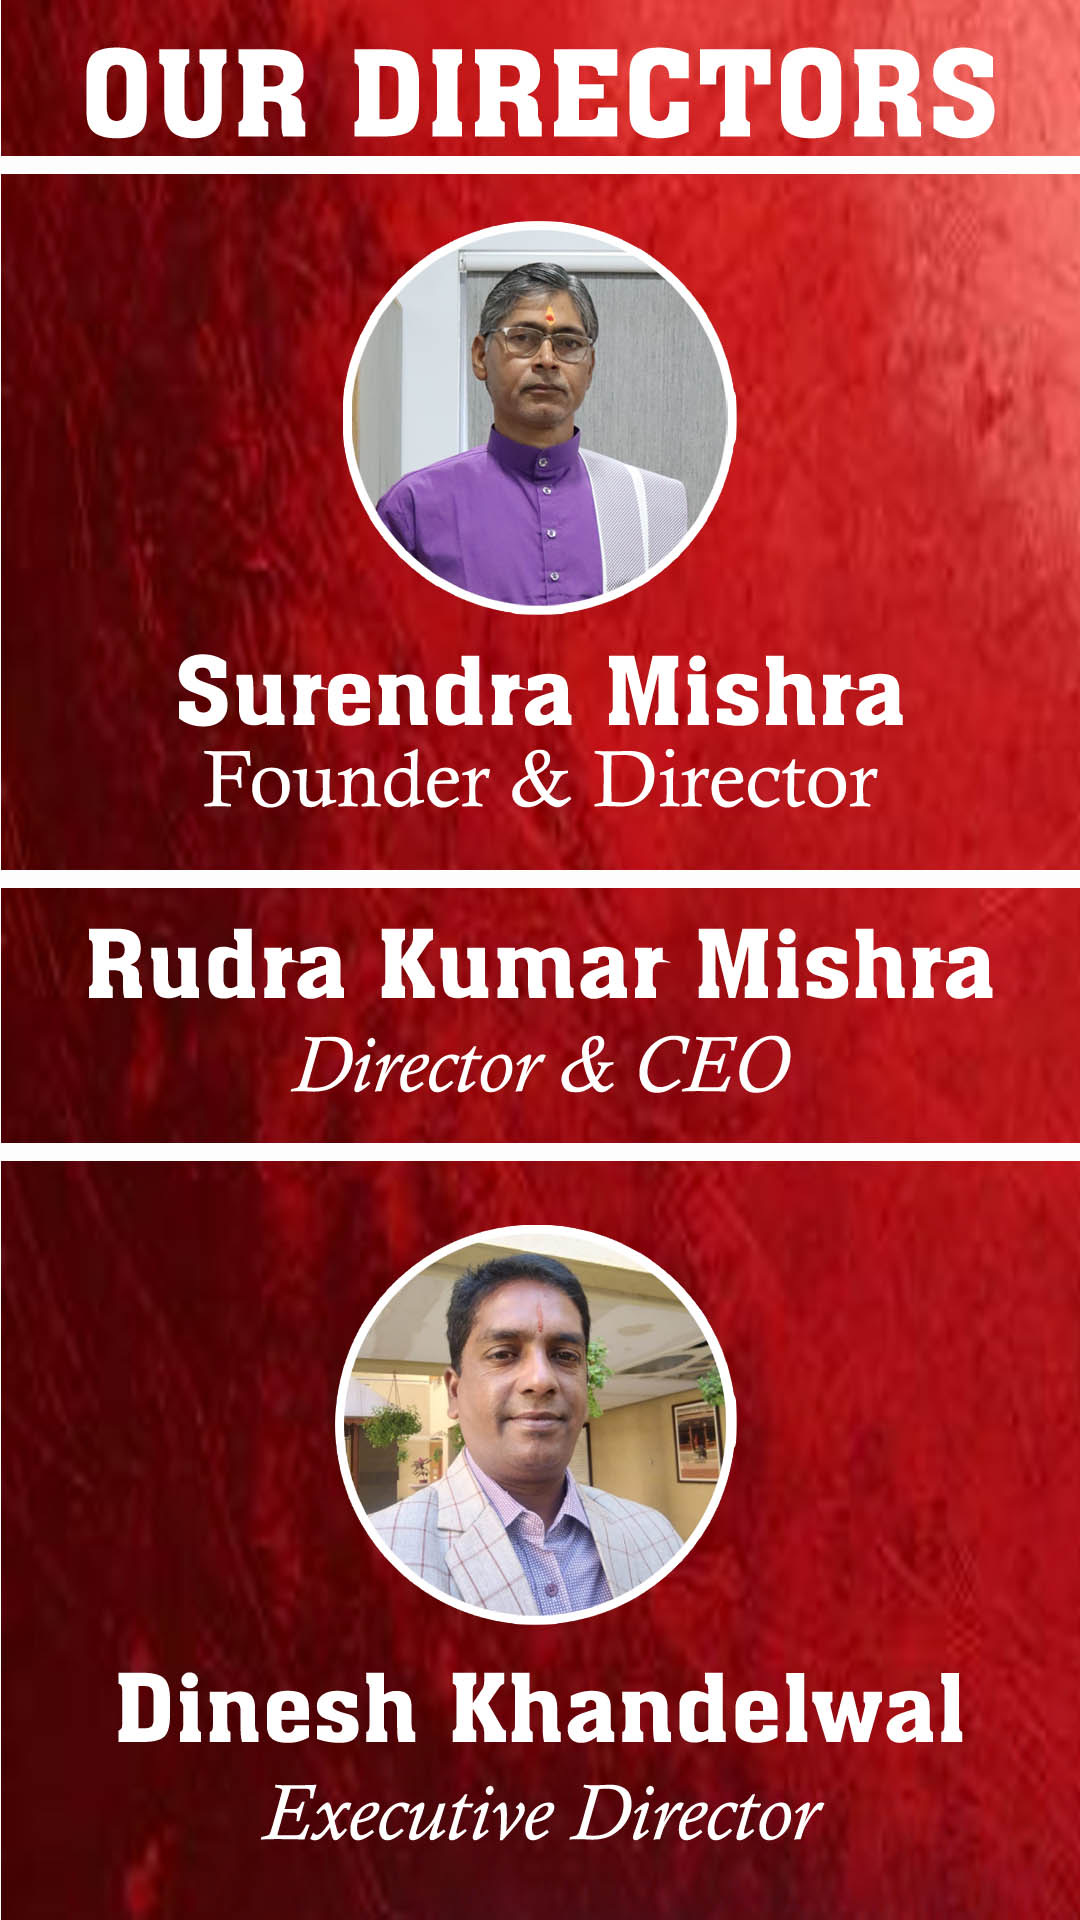 OUR DIRECTORS
Surendra Mishra
Founder & Director
Rudra Kumar Mishra
Director & CEO
Dinesh Khandelwal
Executive Director